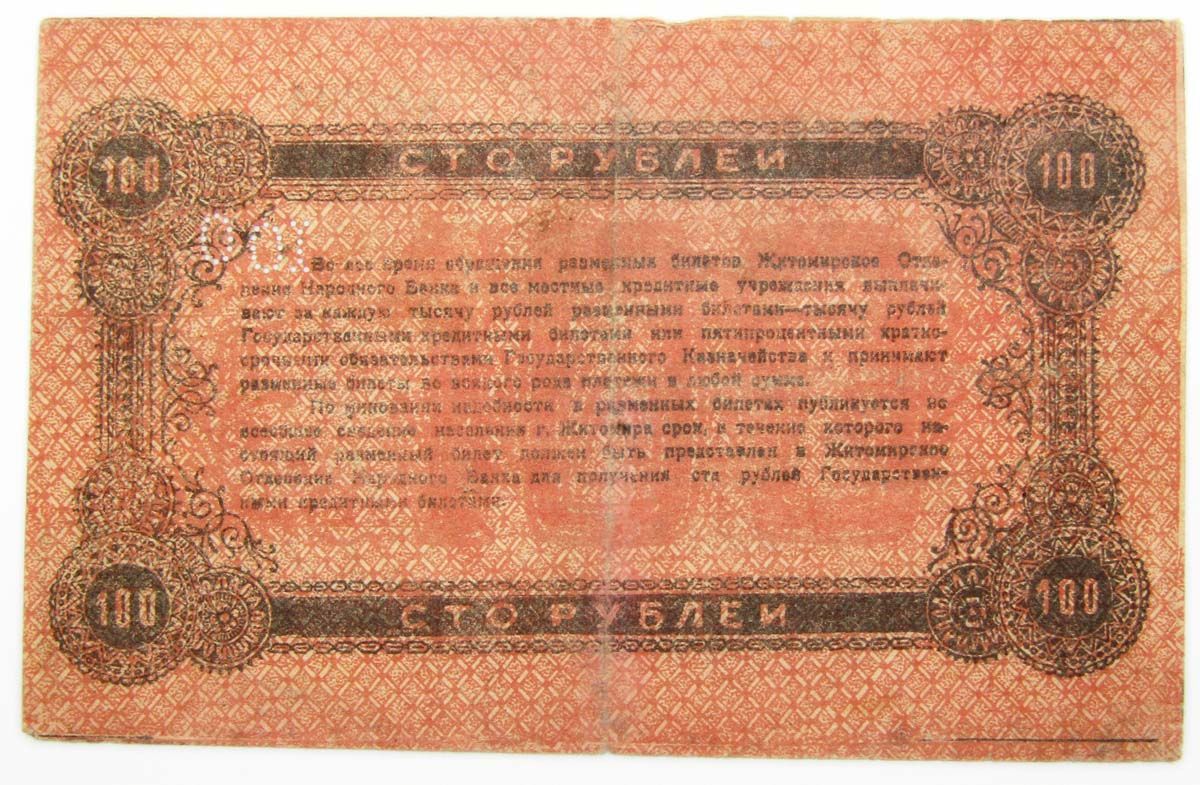 100 СТО РУБЛЕЙ 100
Во все время обращения размeнных билетов Житомирское Отде-
ление Народного Банка и все местные кредитные учреждения выплачи-
вают за каждую тысячу рублей разменными билетами—тысячу рублей
Государственными кредитными билетами или пятипроцентными кратко-
срочными обязательствами Государственного Казначейства и принимают
разменные билеты во всякого рода платежи в любой сумме.
По миновании надобности в разменных билетах публикуется во
всеобщее сведение населения г. Житомира срок, в течение которого на-
стоящий разменный билет должен быть представлен в Житомирское
Отделение Народного Банка для получения ста рублей Государствен-
ными кредитными билетами.
100 СТО РУБЛЕЙ 100